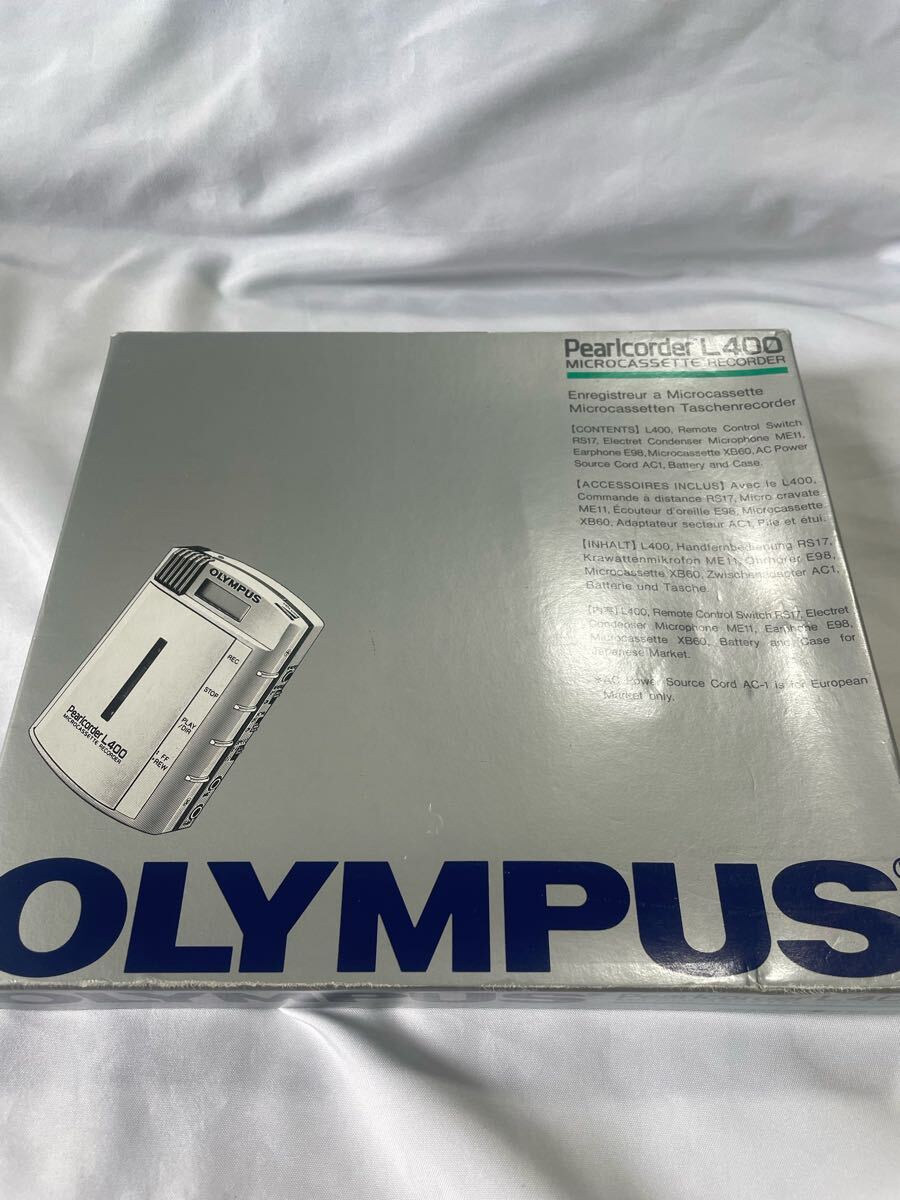 Pearlcorder L400
MICROCASSETTE RECORDER
Enregistreur a Microcassette
Microcassetten Taschenrecorder
[CONTENTS] L400, Remote Control Switch
RS17, Electret Condenser Microphone ME11,
Earphone E98, Microcassette XB60, AC Power
Source Cord AC1, Battery and Case.
[ACCESSOIRES INCLUS] Avec le L400,
Commande à distance RS17, Micro cravate
ME11, Écouteur d'oreille E98, Microcassette
XB60, Adaptateur secteur AC1, Pile et étui.
[INHALT] L400, Handfernbedienung RS17,
Krawattenmikrofon ME11, Ohrhörer E98,
Microcassette XB60, Zwischenadapter AC1,
Batterie und Tasche.
[内容] L400, Remote Control Switch RS17, Electret
Condenser Microphone ME11, Earphone E98,
Microcassette XB60, Battery and Case for
Japanese Market.
*AC Power Source Cord AC-1 is for European
Market only.
OLYMPUS
REC
STOP
PLAY
/DIR
FF
REW
Pearlcorder L400
MICROCASSETTE RECORDER
OLYMPUS
OLYMPUS